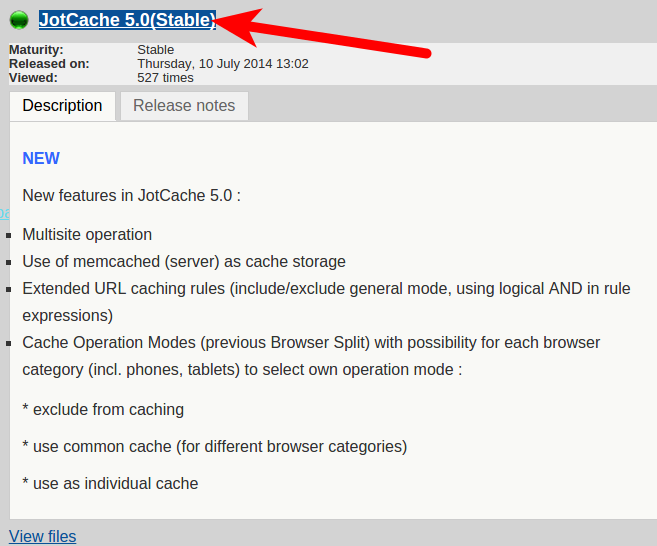 JotCache 5.0(Stable)
Maturity: Stable
Released on: Thursday, 10 July 2014 13:02
Viewed: 527 times
Description Release notes
NEW
New features in JotCache 5.0 :
Multisite operation
Use of memcached (server) as cache storage
Extended URL caching rules (include/exclude general mode, using logical AND in rule
expressions)
Cache Operation Modes (previous Browser Split) with possibility for each browser
category (incl. phones, tablets) to select own operation mode :
* exclude from caching
* use common cache (for different browser categories)
* use as individual cache
View files